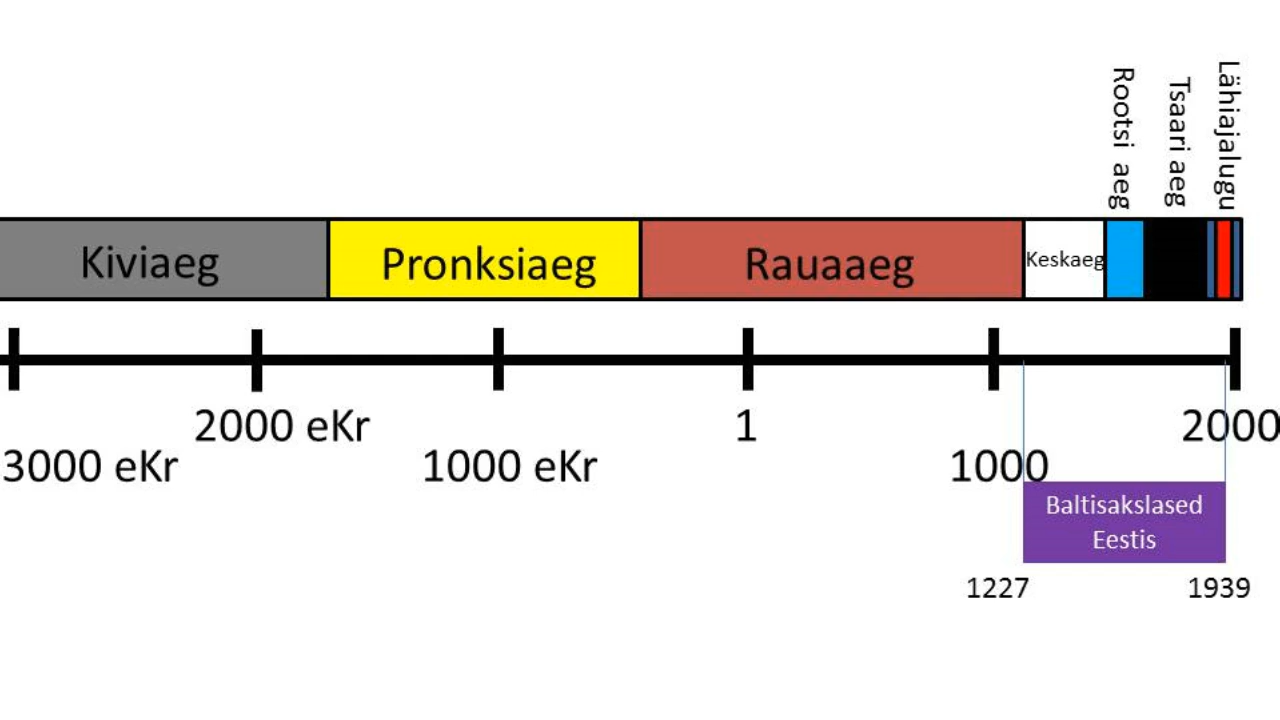 Rootsi aeg
Tsaari aeg
Lähiajalugu
Kiviaeg
Pronksiaeg
Rauaaeg
Keskaeg
2000 eKr
1
2000
3000 eKr
1000 eKr
1000
Baltisakslased
Eestis
1227
1939